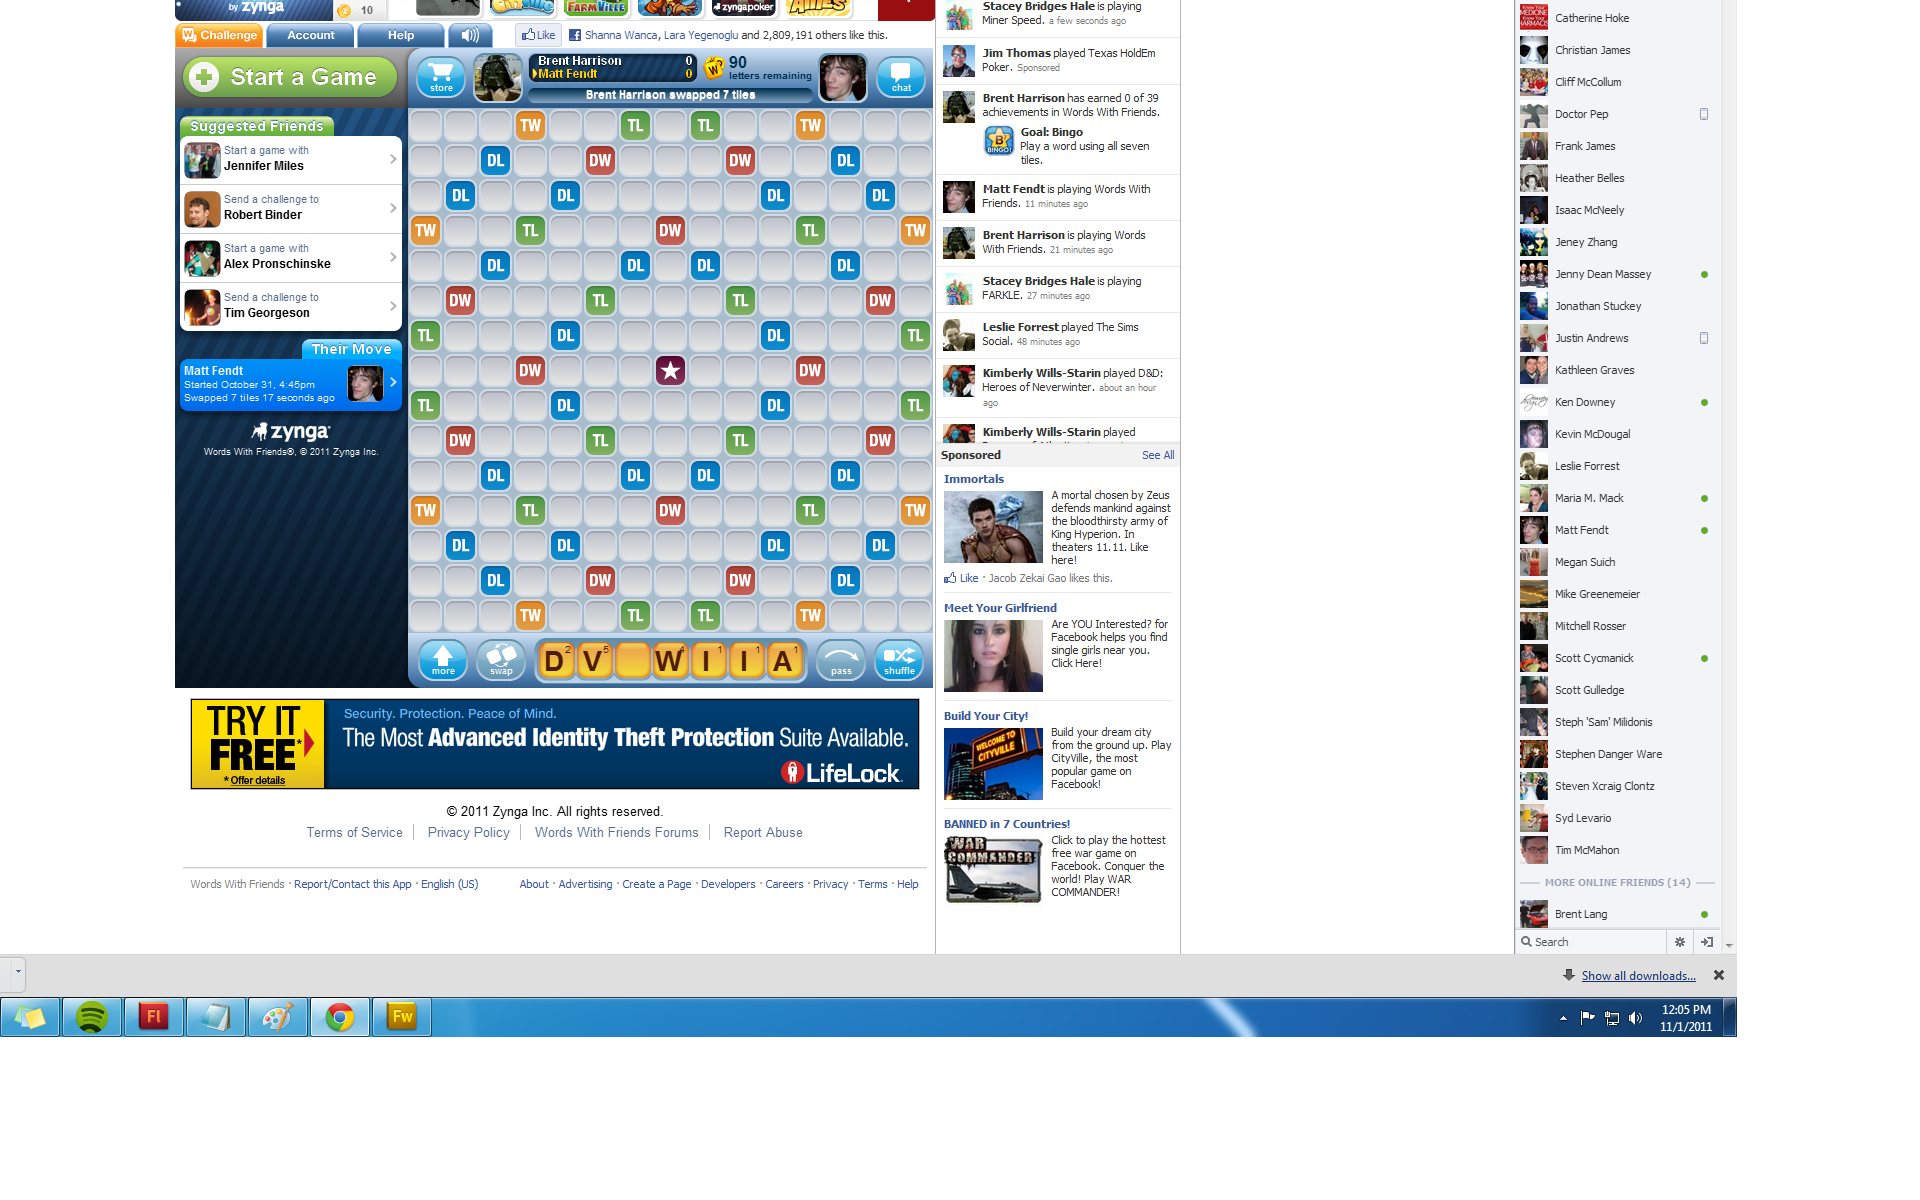 by zynga
10
CityVille
FARMVILLE
zyngapoker
Challenge
Account
Help
Like
Shanna Wanca, Lara Yegenoglu and 2,809,191 others like this.
Start a Game
store
Brent Harrison 0
Matt Fendt 0
90
letters remaining
Brent Harrison swapped 7 tiles
chat
Suggested Friends
Start a game with
Jennifer Miles
Send a challenge to
Robert Binder
Start a game with
Alex Pronschinske
Send a challenge to
Tim Georgeson
Their Move
Matt Fendt
Started October 31, 4:45pm
Swapped 7 tiles 17 seconds ago
zynga
Words With Friends®, © 2011 Zynga Inc.
TW TL TL TW
DL DW DW DL
DL DL DL DL
TW TL DW TL TW
DL DL DL DL
DW TL TL DW
TL DL DL TL
DW DW
TL DL DL TL
DW TL TL DW
DL DL DL DL
TW TL DW TL TW
DL DL DL DL
DL DW DW DL
TW TL TL TW
more
swap
D 2 V 5 W 4 I 1 I 1 A 1
pass
shuffle
TRY IT
FREE*
*Offer details
Security. Protection. Peace of Mind.
The Most Advanced Identity Theft Protection Suite Available.
LifeLock
© 2011 Zynga Inc. All rights reserved.
Terms of Service
Privacy Policy
Words With Friends Forums
Report Abuse
Words With Friends · Report/Contact this App · English (US)
About · Advertising · Create a Page · Developers · Careers · Privacy · Terms · Help
Stacey Bridges Hale is playing
Miner Speed. a few seconds ago
Jim Thomas played Texas HoldEm
Poker. Sponsored
Brent Harrison has earned 0 of 39
achievements in Words With Friends.
BINGO!
Goal: Bingo
Play a word using all seven
tiles.
Matt Fendt is playing Words With
Friends. 11 minutes ago
Brent Harrison is playing Words
With Friends. 21 minutes ago
Stacey Bridges Hale is playing
FARKLE. 27 minutes ago
Leslie Forrest played The Sims
Social. 48 minutes ago
Kimberly Wills-Starin played D&D:
Heroes of Neverwinter. about an hour
ago
Kimberly Wills-Starin played
Sponsored
See All
Immortals
A mortal chosen by Zeus
defends mankind against
the bloodthirsty army of
King Hyperion. In
theaters 11.11. Like
here!
Like · Jacob Zekai Gao likes this.
Meet Your Girlfriend
Are YOU Interested? for
Facebook helps you find
single girls near you.
Click Here!
Build Your City!
WELCOME TO
CITYVILLE
Build your dream city
from the ground up. Play
CityVille, the most
popular game on
Facebook!
BANNED in 7 Countries!
WAR
COMMANDER
Click to play the hottest
free war game on
Facebook. Conquer the
world! Play WAR
COMMANDER!
Catherine Hoke
Christian James
Cliff McCollum
Doctor Pep
Frank James
Heather Belles
Isaac McNeely
Jeney Zhang
Jenny Dean Massey
Jonathan Stuckey
Justin Andrews
Kathleen Graves
Ken Downey
Kevin McDougal
Leslie Forrest
Maria M. Mack
Matt Fendt
Megan Suich
Mike Greenemeier
Mitchell Rosser
Scott Cycmanick
Scott Gulledge
Steph 'Sam' Milidonis
Stephen Danger Ware
Steven Xcraig Clontz
Syd Levario
Tim McMahon
MORE ONLINE FRIENDS (14)
Brent Lang
Search
Show all downloads...
Fl
Fw
12:05 PM
11/1/2011